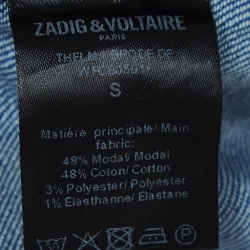 ZADIG & VOLTAIRE
PARIS
S
Matière principale/ Main
fabric:
48% Modal/ Modal
48% Coton/ Cotton
3% Polyester/ Polyester
1% Elasthanne/ Elastane